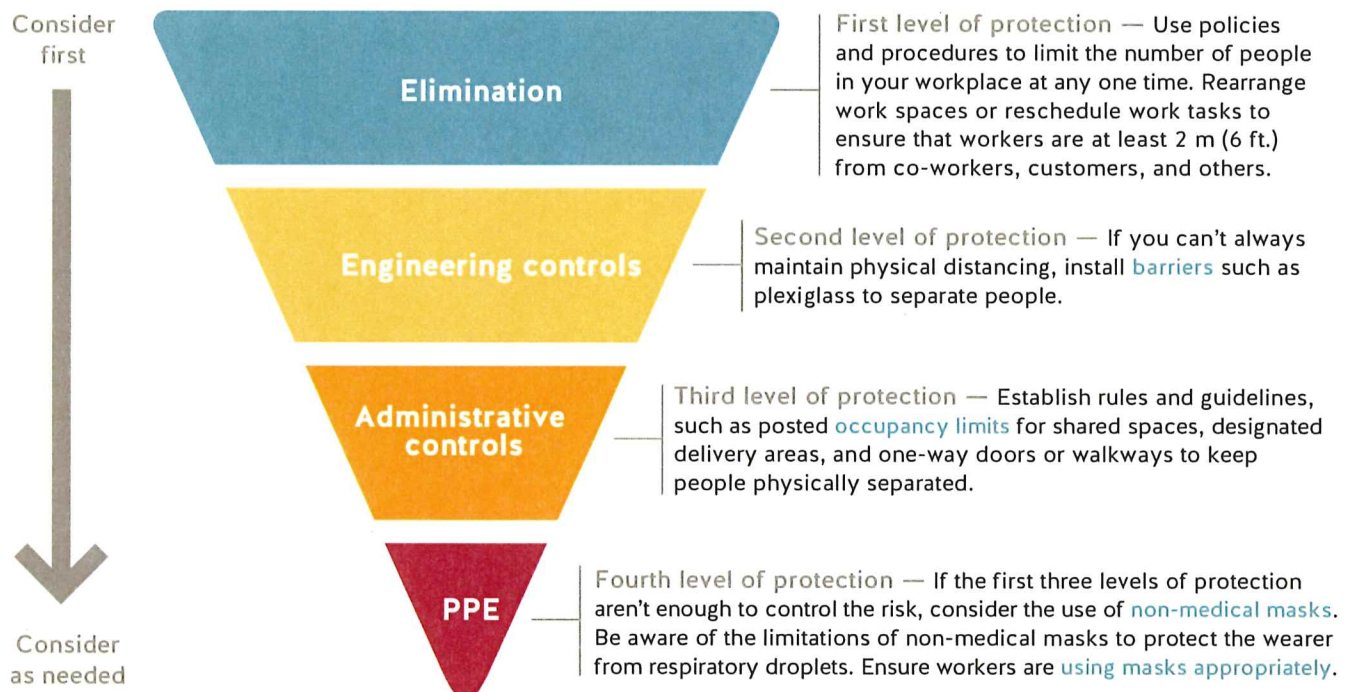 Consider
first
Elimination
First level of protection — Use policies
and procedures to limit the number of people
in your workplace at any one time. Rearrange
work spaces or reschedule work tasks to
ensure that workers are at least 2 m (6 ft.)
from co-workers, customers, and others.
Engineering controls
Second level of protection — If you can't always
maintain physical distancing, install barriers such as
plexiglass to separate people.
Administrative
controls
Third level of protection — Establish rules and guidelines,
such as posted occupancy limits for shared spaces, designated
delivery areas, and one-way doors or walkways to keep
people physically separated.
PPE
Fourth level of protection — If the first three levels of protection
aren't enough to control the risk, consider the use of non-medical masks.
Be aware of the limitations of non-medical masks to protect the wearer
from respiratory droplets. Ensure workers are using masks appropriately.
Consider
as needed